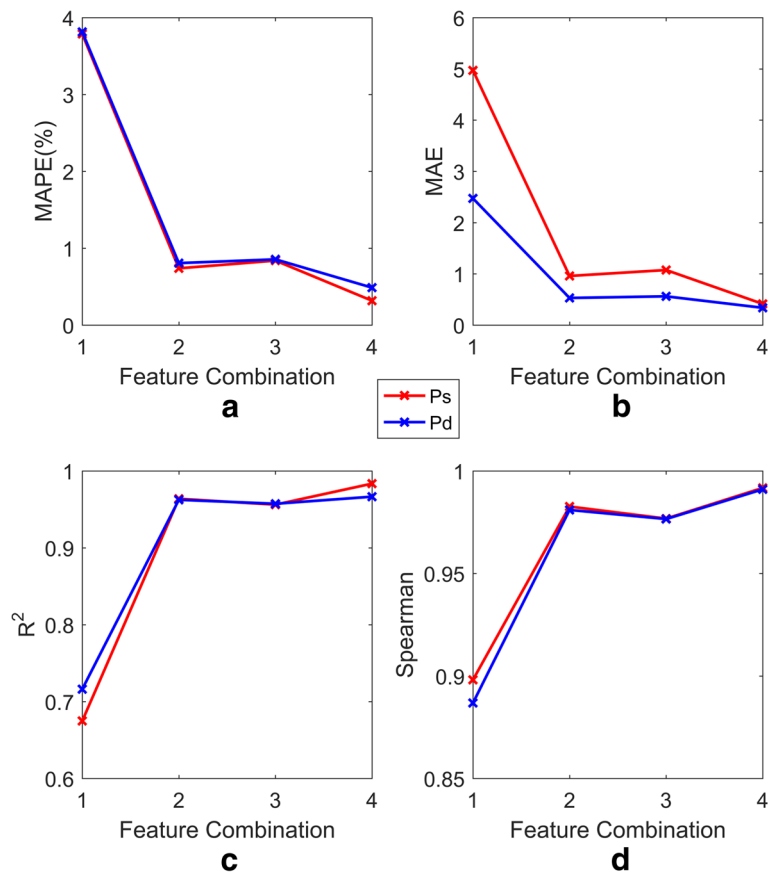 4
3
2
1
0
MAPE(%)
1 2 3 4
Feature Combination
a
6
5
4
3
2
1
0
MAE
1 2 3 4
Feature Combination
b
Ps
Pd
1
0.9
0.8
0.7
0.6
R²
1 2 3 4
Feature Combination
c
1
0.95
0.9
0.85
Spearman
1 2 3 4
Feature Combination
d